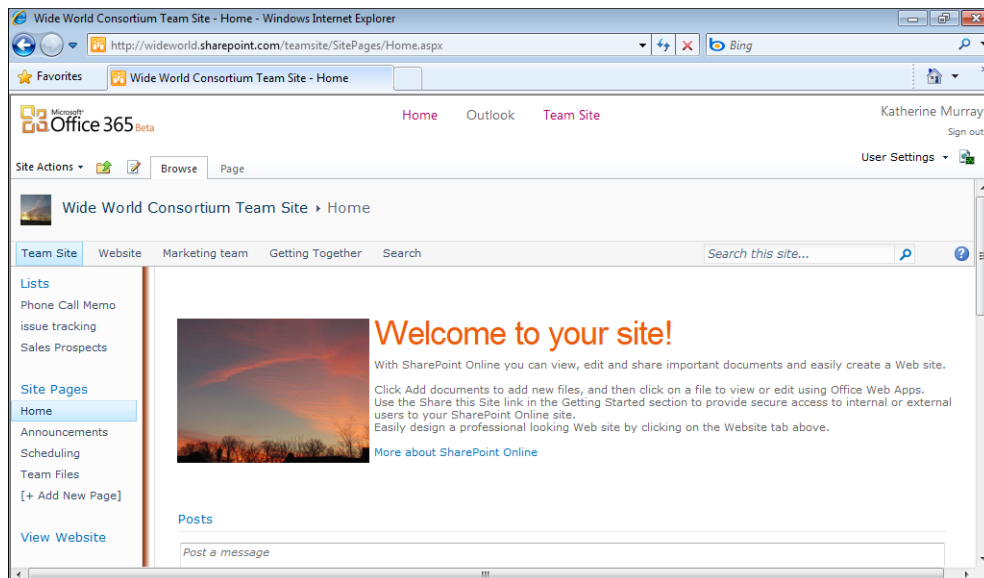 Wide World Consortium Team Site - Home - Windows Internet Explorer
http://wideworld.sharepoint.com/teamsite/SitePages/Home.aspx
Bing
Favorites
Wide World Consortium Team Site - Home
Microsoft
Office 365 Beta
Home Outlook Team Site
Katherine Murray
Sign out
Site Actions
Browse Page
User Settings
Wide World Consortium Team Site Home
Team Site Website Marketing team Getting Together Search
Search this site...
Lists
Phone Call Memo
issue tracking
Sales Prospects
Site Pages
Home
Announcements
Scheduling
Team Files
[+ Add New Page]
View Website
Welcome to your site!
With SharePoint Online you can view, edit and share important documents and easily create a Web site.
Click Add documents to add new files, and then click on a file to view or edit using Office Web Apps.
Use the Share this Site link in the Getting Started section to provide secure access to internal or external
users to your SharePoint Online site.
Easily design a professional looking Web site by clicking on the Website tab above.
More about SharePoint Online
Posts
Post a message